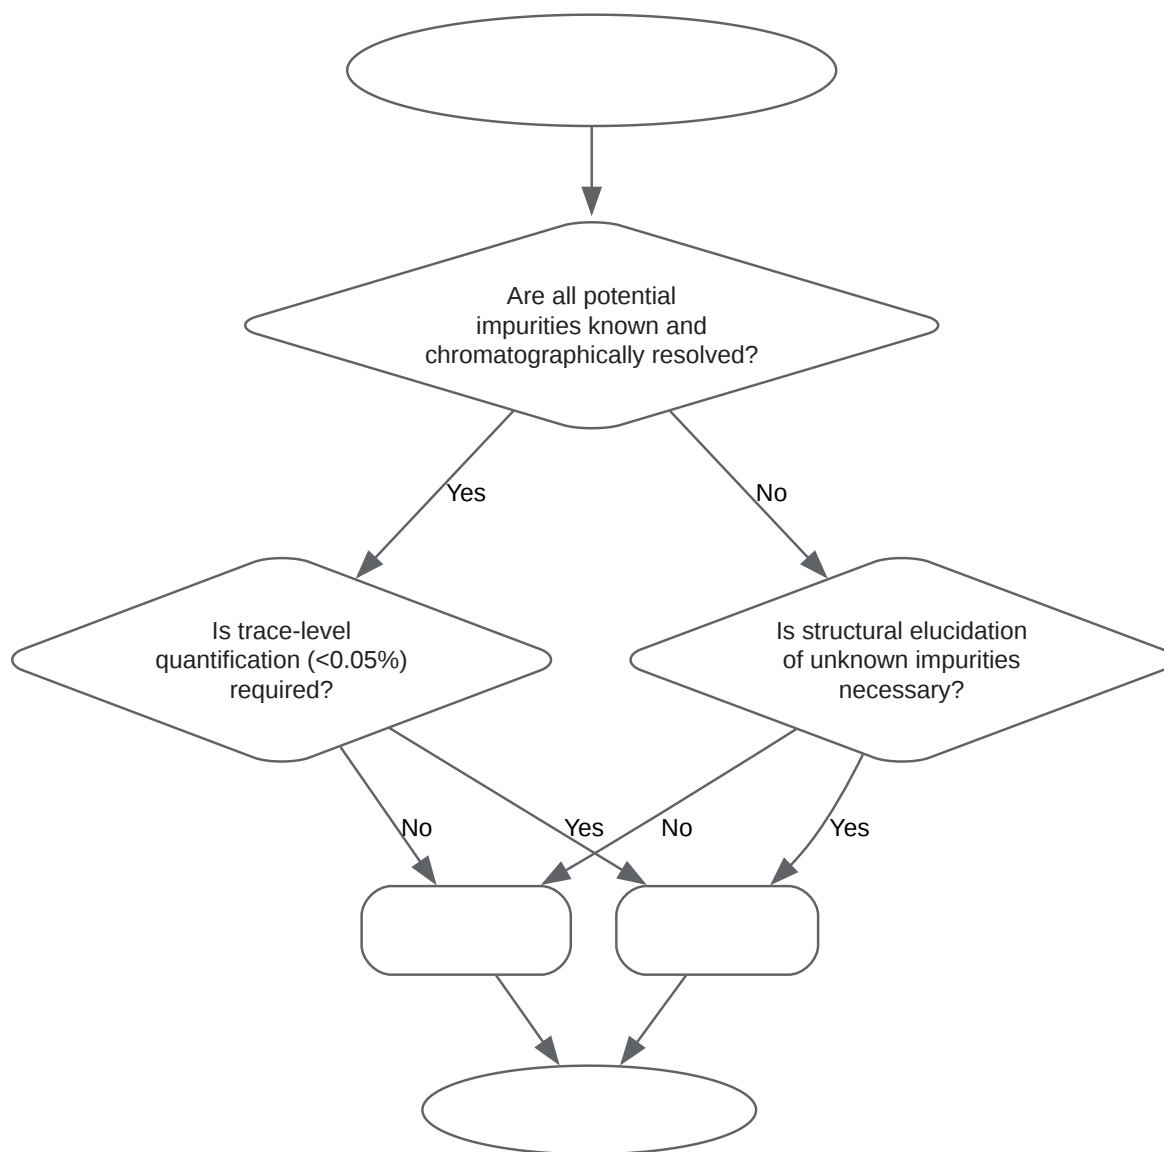 Are all potential
impurities known and
chromatographically resolved?
Yes
No
Is trace-level
quantification (<0.05%)
required?
Is structural elucidation
of unknown impurities
necessary?
No
Yes
No
Yes